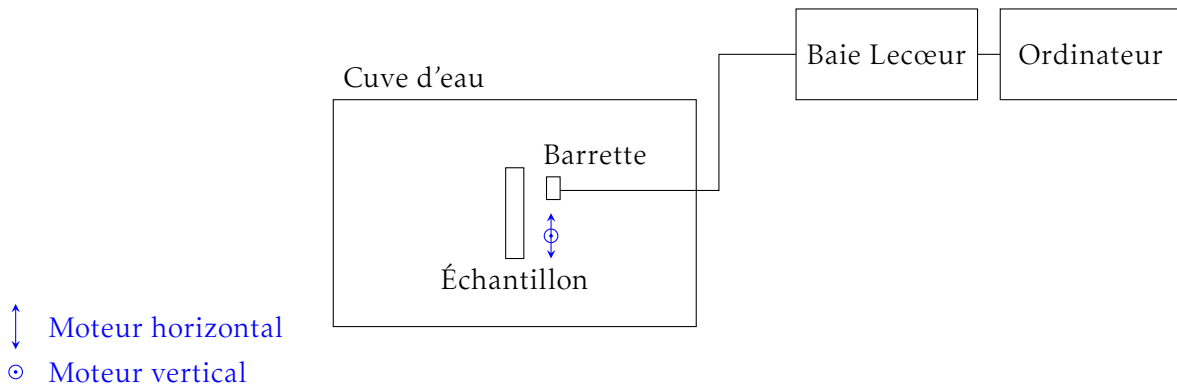 Baie Lecœur
Ordinateur
Cuve d'eau
Barrette
Échantillon
Moteur horizontal
Moteur vertical